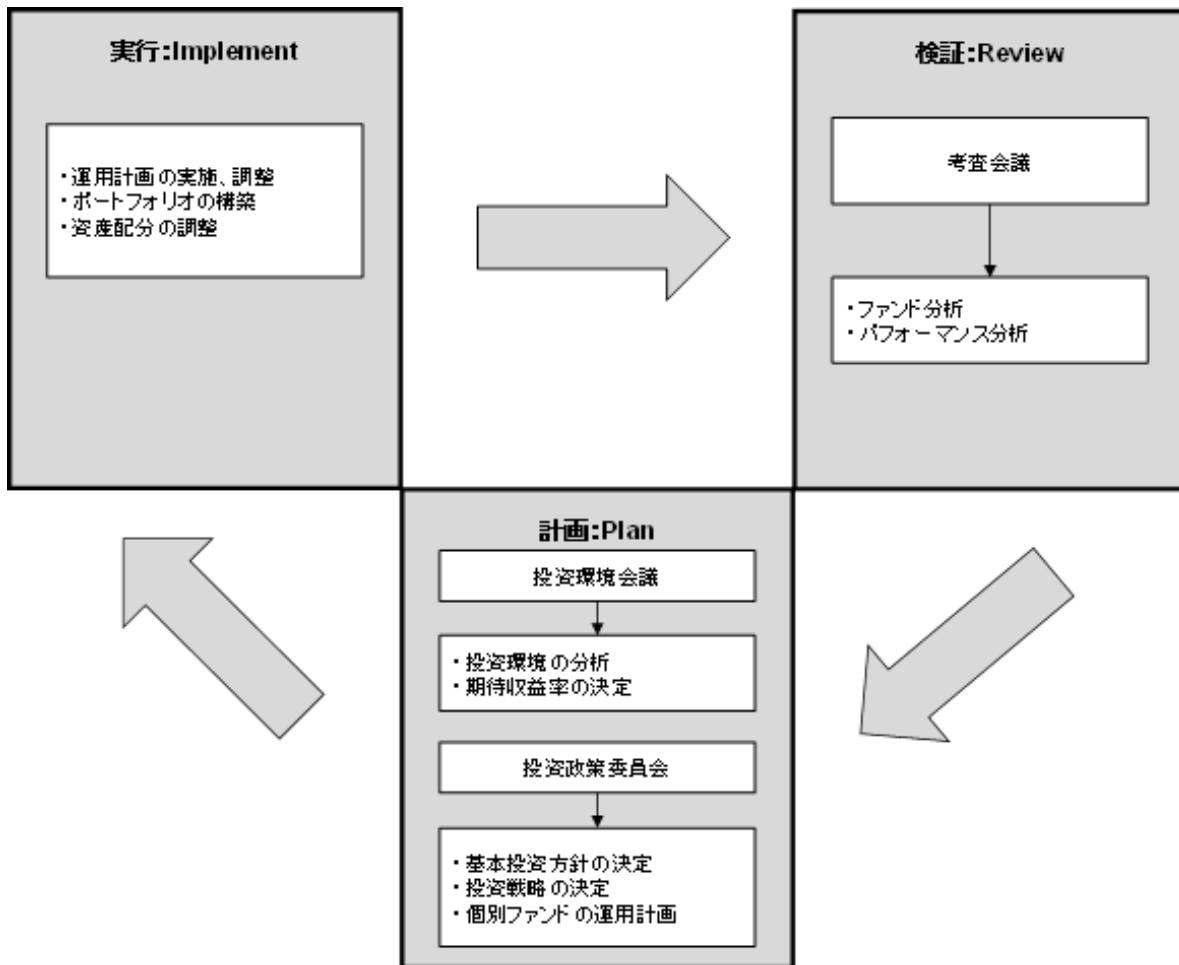 実行:Implement
・運用計画の実施、調整
・ポートフォリオの構築
・資産配分の調整
検証:Review
考査会議
・ファンド分析
・パフォーマンス分析
計画:Plan
投資環境会議
・投資環境の分析
・期待収益率の決定
投資政策委員会
・基本投資方針の決定
・投資戦略の決定
・個別ファンドの運用計画